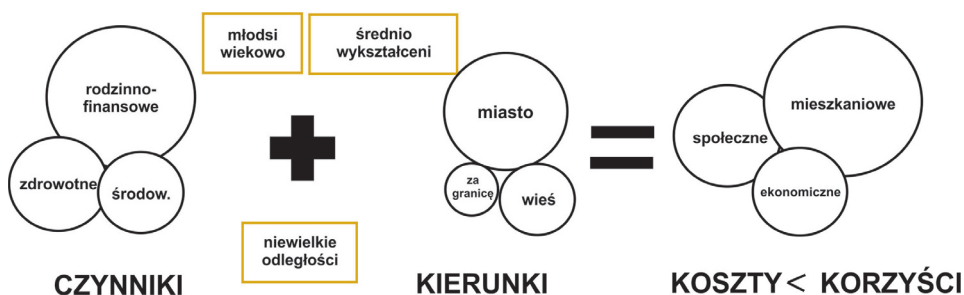 młodsi
wiekowo
średnio
wykształceni
rodzinno-
finansowe
zdrowotne
środow.
niewielkie
odległości
miasto
za
granicę
wieś
społeczne
mieszkaniowe
ekonomiczne
CZYNNIKI
KIERUNKI
KOSZTY < KORZYŚCI